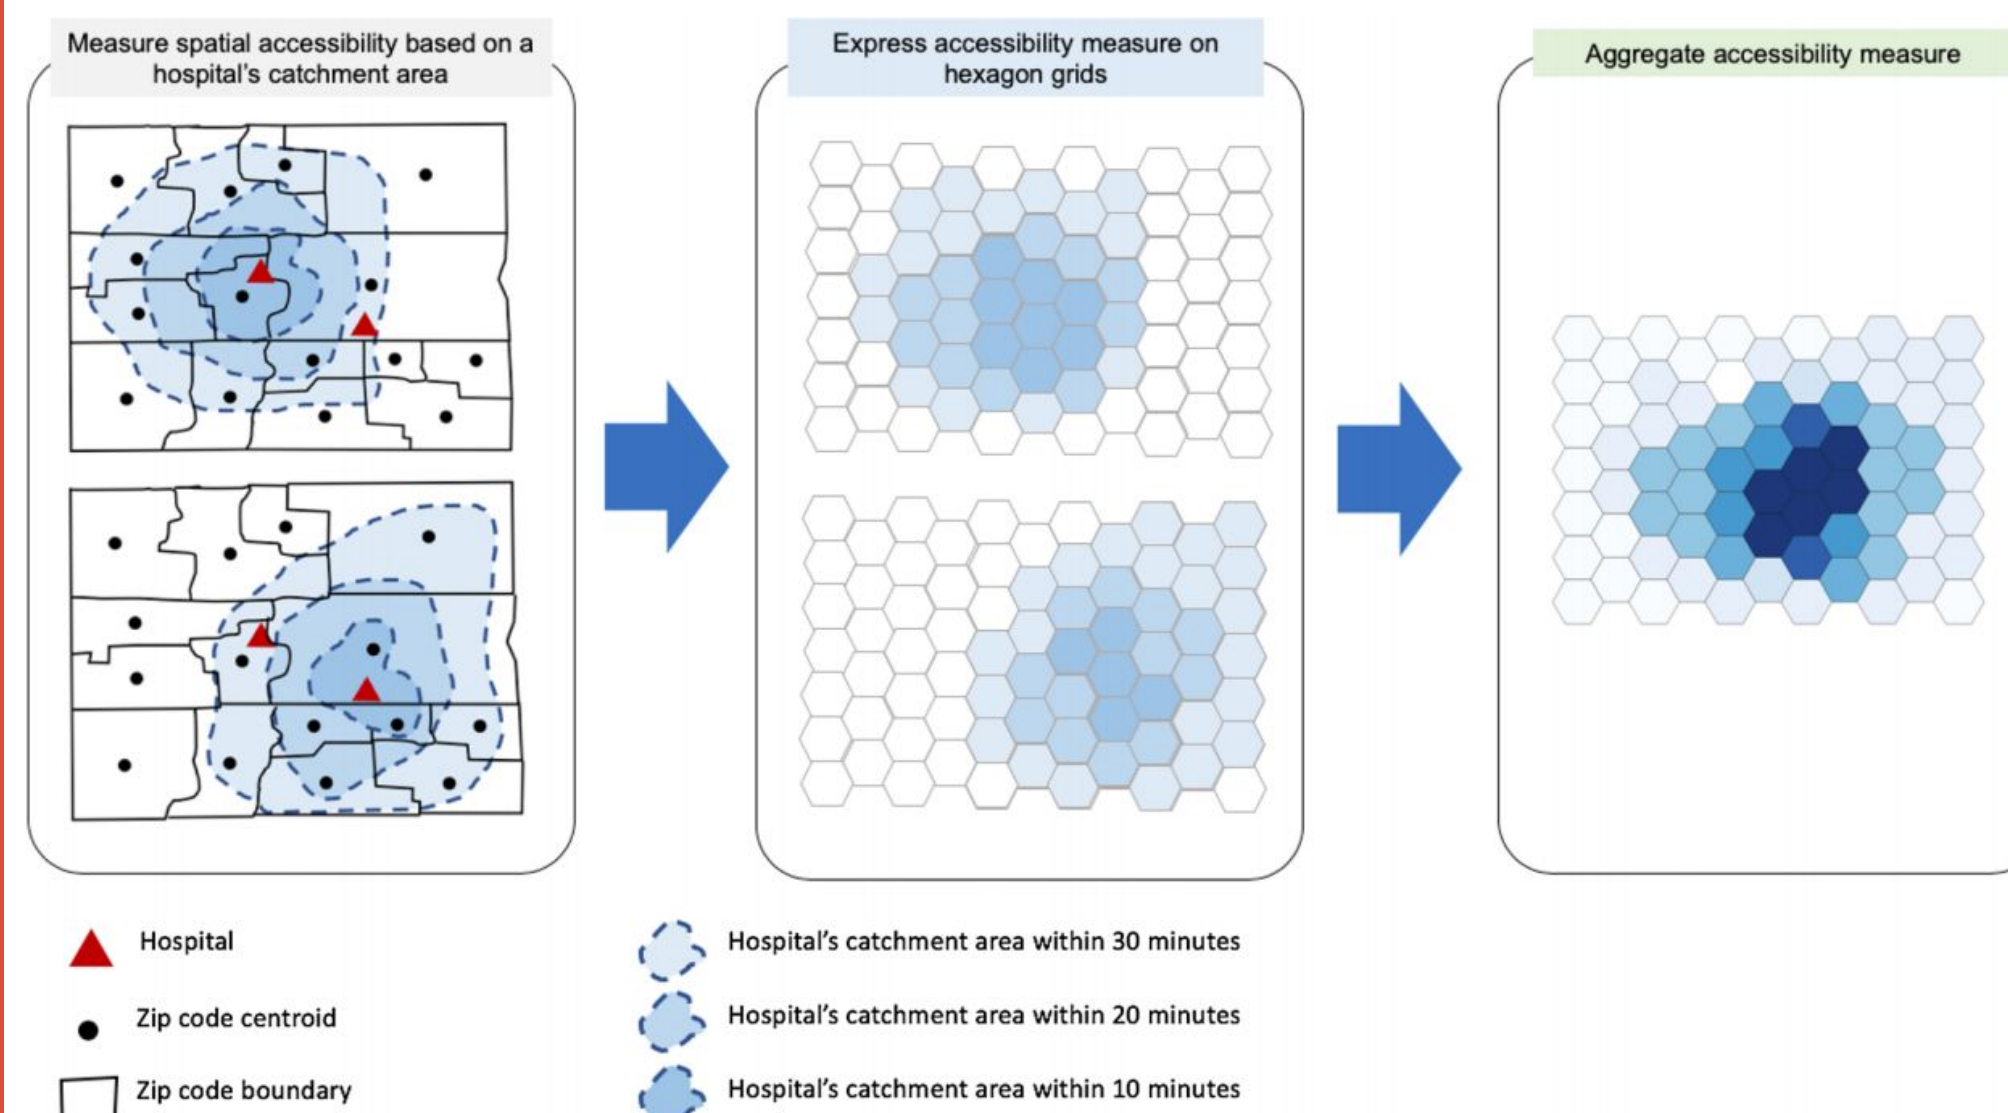 Measure spatial accessibility based on a
hospital's catchment area
Express accessibility measure on
hexagon grids
Aggregate accessibility measure
Hospital
Zip code centroid
Zip code boundary
Hospital's catchment area within 30 minutes
Hospital's catchment area within 20 minutes
Hospital's catchment area within 10 minutes